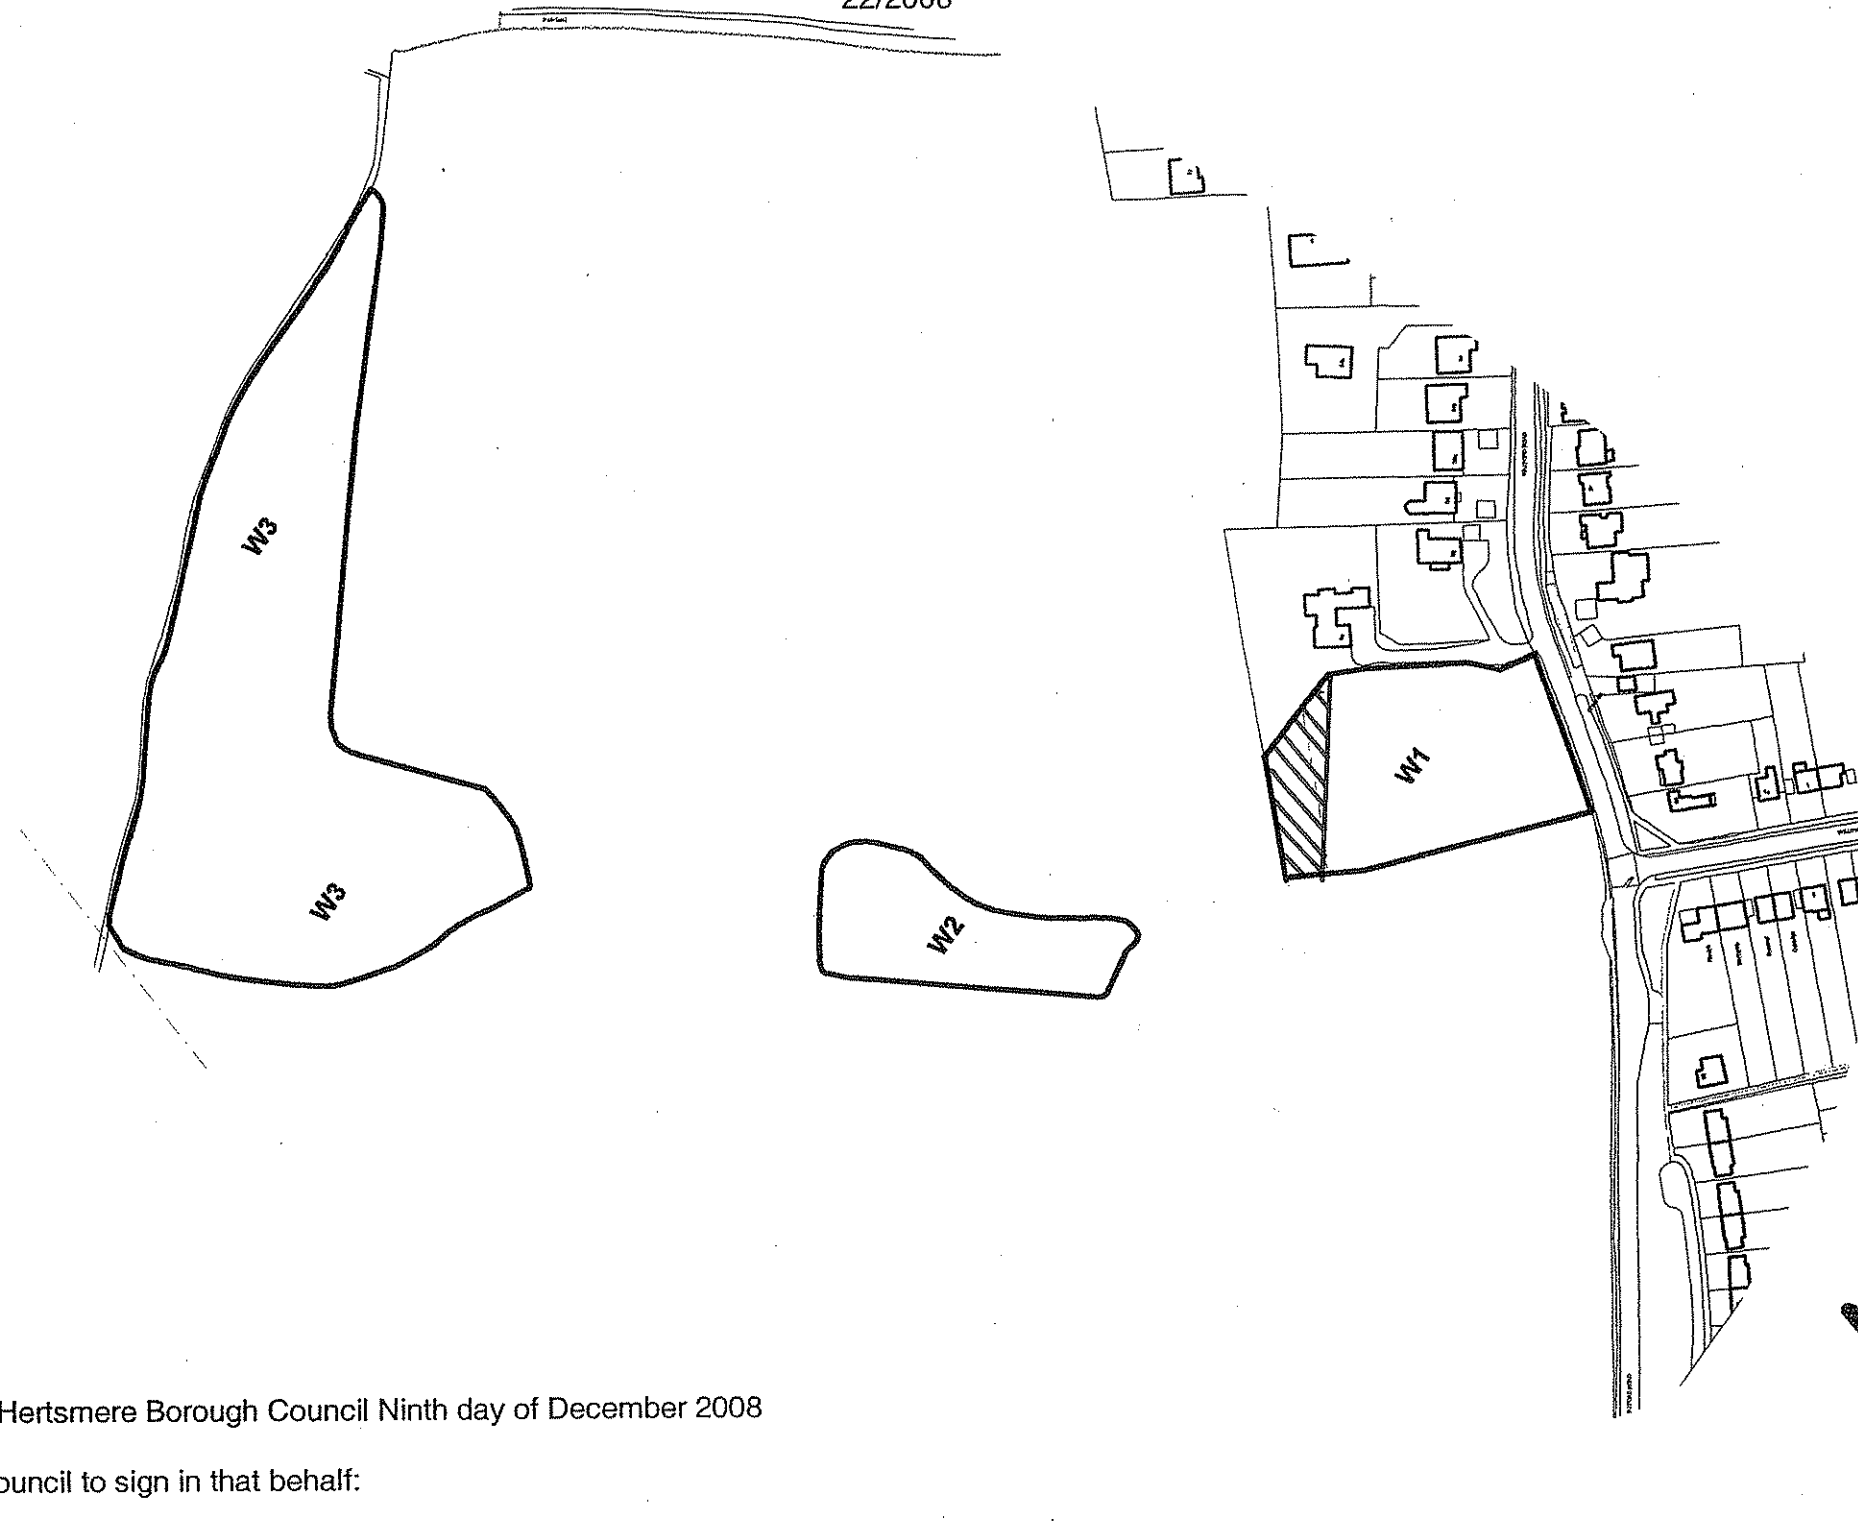 22/2008
W3
W1
W3
W2
Hertsmere Borough Council Ninth day of December 2008
ouncil to sign in that behalf: